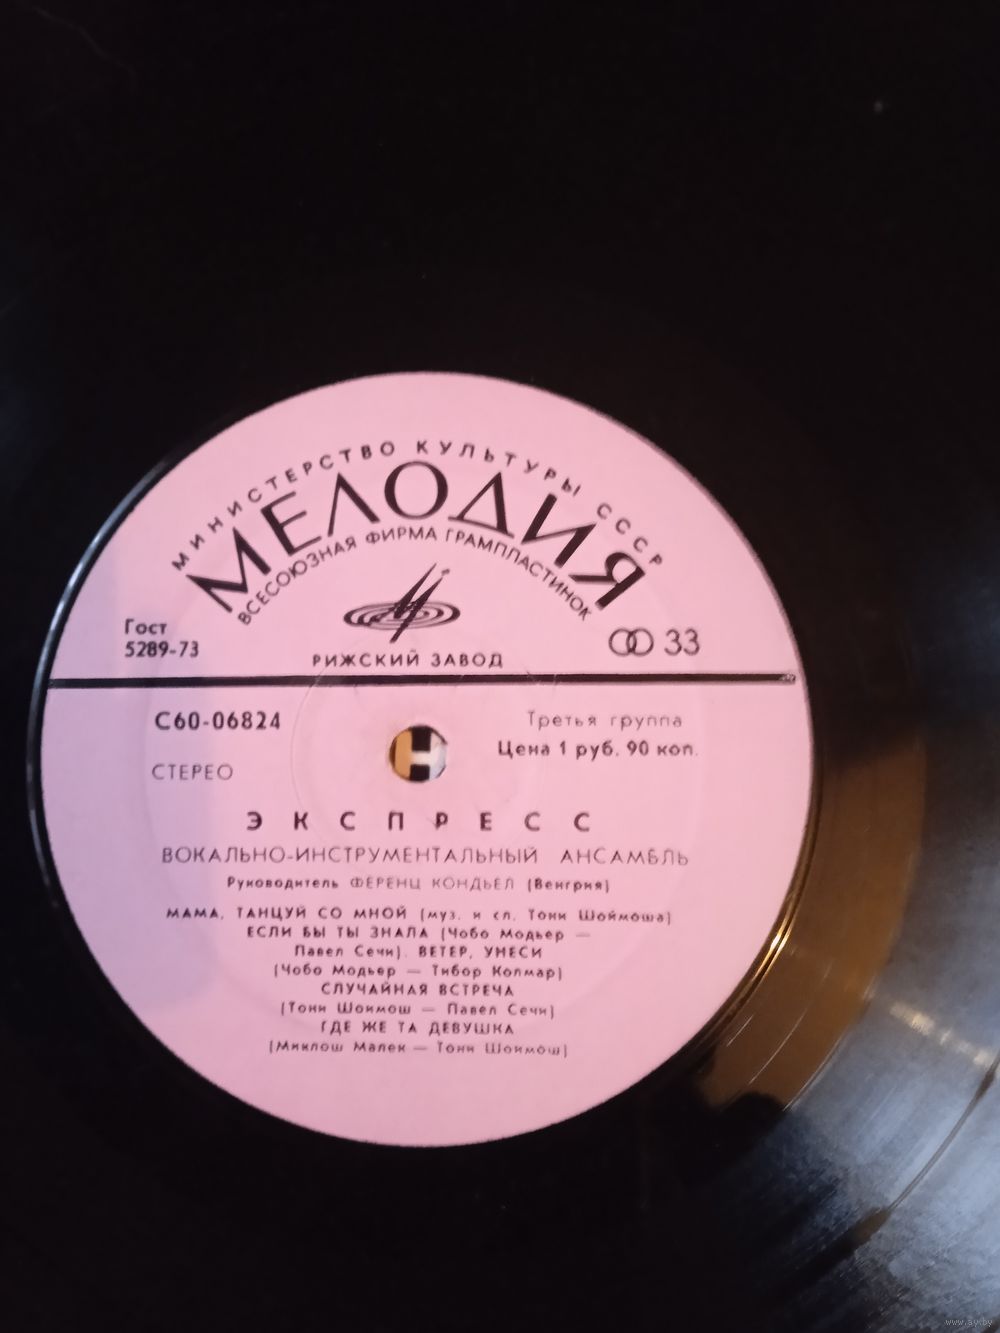 МИНИСТЕРСТВО КУЛЬТУРЫ СССР
МЕЛОДИЯ
ВСЕСОЮЗНАЯ ФИРМА ГРАМПЛАСТИНОК
Гост
5289-73
33
РИЖСКИЙ ЗАВОД
С60-06824
Третья группа
Цена 1 руб. 90 коп.
СТЕРЕО
ЭКСПРЕСС
ВОКАЛЬНО-ИНСТРУМЕНТАЛЬНЫЙ АНСАМБЛЬ
Руководитель ФЕРЕНЦ КОНДЬЕЛ (Венгрия)
МАМА, ТАНЦУЙ СО МНОЙ (муз. и сл. Тони Шоймоша)
ЕСЛИ БЫ ТЫ ЗНАЛА (Чобо Модьер —
Павел Сечи). ВЕТЕР, УНЕСИ
(Чобо Модьер — Тибор Колмар)
СЛУЧАЙНАЯ ВСТРЕЧА
(Тони Шоймош — Павел Сечи)
ГДЕ ЖЕ ТА ДЕВУШКА
(Миклош Малек — Тони Шоймош)
www.ay.by